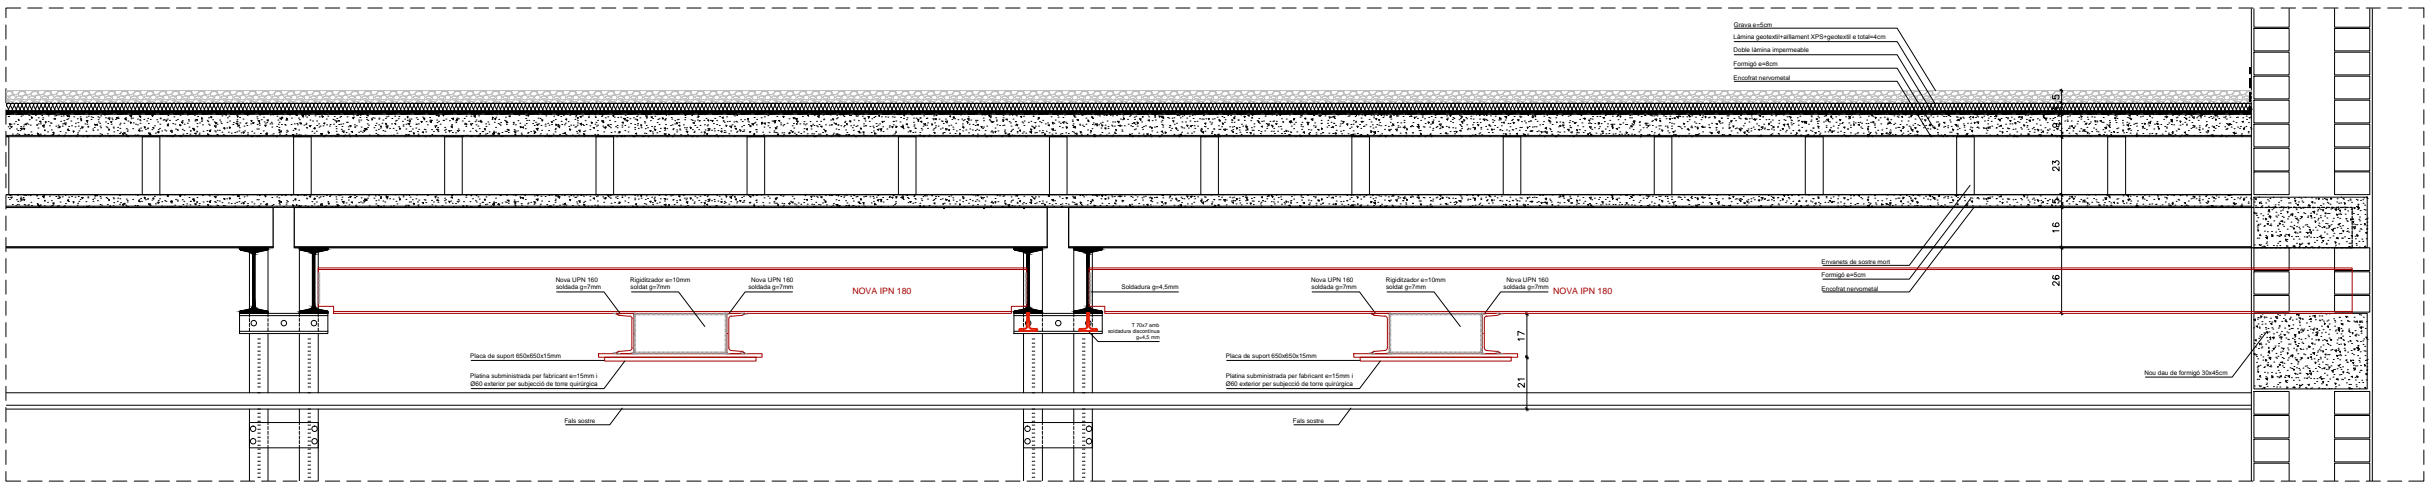 Grava e=5cm
Làmina geotextil+aïllament XPS+geotextil e total=4cm
Doble làmina impermeable
Formigó e=8cm
Encofrat nervometal
5
23
5
16
26
Envanets de sostre mort
Formigó e=5cm
Encofrat nervometal
Nova UPN 160
soldada g=7mm
Rigiditzador e=10mm
soldat g=7mm
Nova UPN 160
soldada g=7mm
NOVA IPN 180
Soldadura g=4,5mm
Nova UPN 160
soldada g=7mm
Rigiditzador e=10mm
soldat g=7mm
Nova UPN 160
soldada g=7mm
NOVA IPN 180
T 70x7 amb
soldadura discontínua
g=4,5 mm
17
21
Placa de suport 650x650x15mm
Platina subministrada per fabricant e=15mm i
Ø60 exterior per subjecció de torre quirúrgica
Placa de suport 650x650x15mm
Platina subministrada per fabricant e=15mm i
Ø60 exterior per subjecció de torre quirúrgica
Nou dau de formigó 30x45cm
Fals sostre
Fals sostre